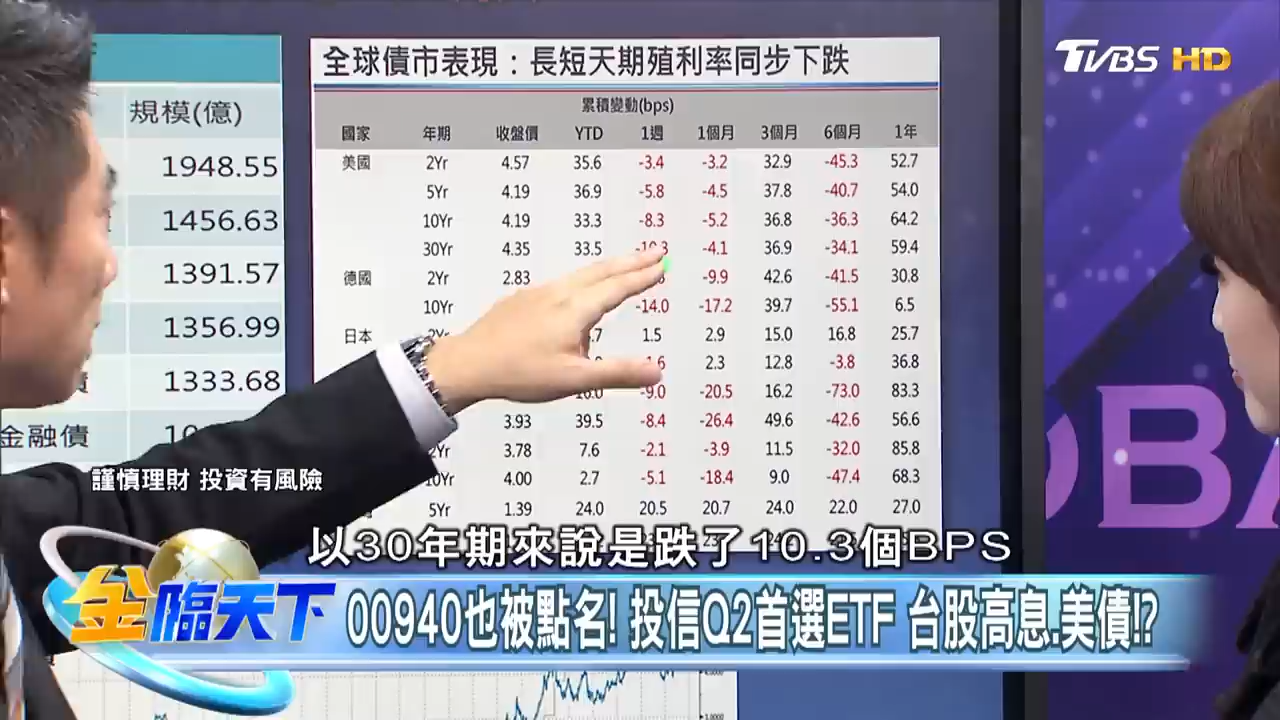 TVBS HD
規模(億)
1948.55
1456.63
1391.57
1356.99
1333.68
金融債
全球債市表現：長短天期殖利率同步下跌
累積變動(bps)
國家 年期 收盤價 YTD 1週 1個月 3個月 6個月 1年
美國 2Yr 4.57 35.6 -3.4 -3.2 32.9 -45.3 52.7
5Yr 4.19 36.9 -5.8 -4.5 37.8 -40.7 54.0
10Yr 4.19 33.3 -8.3 -5.2 36.8 -36.3 64.2
30Yr 4.35 33.5 -10.3 -4.1 36.9 -34.1 59.4
德國 2Yr 2.83 -9.9 42.6 -41.5 30.8
10Yr -14.0 -17.2 39.7 -55.1 6.5
日本 2Yr 1.5 2.9 15.0 16.8 25.7
2.3 12.8 -3.8 36.8
-9.0 -20.5 16.2 -73.0 83.3
3.93 39.5 -8.4 -26.4 49.6 -42.6 56.6
3.78 7.6 -2.1 -3.9 11.5 -32.0 85.8
10Yr 4.00 2.7 -5.1 -18.4 9.0 -47.4 68.3
5Yr 1.39 24.0 20.5 20.7 24.0 22.0 27.0
謹慎理財 投資有風險
以30年期來說是跌了10.3個BPS
金臨天下
00940也被點名! 投信Q2首選ETF 台股高息.美債!?